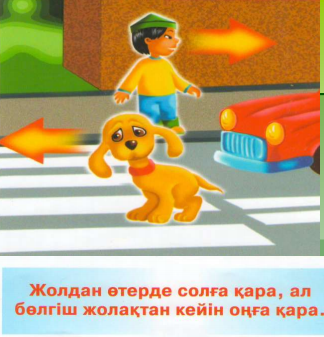 Жолдан өтерде солға қара, ал
бөлгіш жолақтан кейін оңға қара.